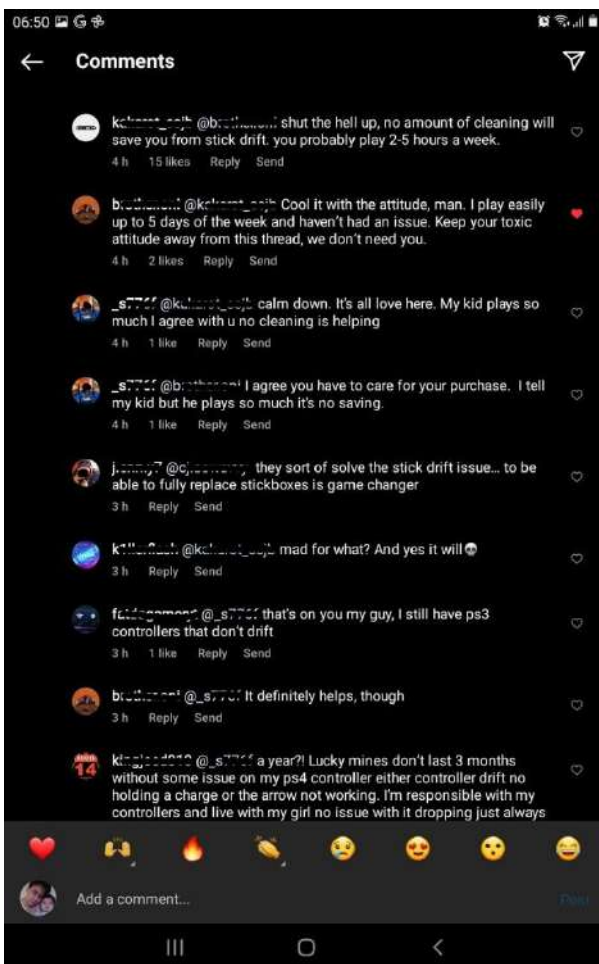 06:50
Comments
shut the hell up, no amount of cleaning will
save you from stick drift. you probably play 2-5 hours a week.
4 h 15 likes Reply Send
Cool it with the attitude, man. I play easily
up to 5 days of the week and haven't had an issue. Keep your toxic
attitude away from this thread, we don't need you.
4 h 2 likes Reply Send
calm down. It's all love here. My kid plays so
much I agree with u no cleaning is helping
4 h 1 like Reply Send
I agree you have to care for your purchase. I tell
my kid but he plays so much it's no saving.
4 h 1 like Reply Send
they sort of solve the stick drift issue... to be
able to fully replace stickboxes is game changer
3 h Reply Send
mad for what? And yes it will💀
3 h Reply Send
that's on you my guy, I still have ps3
controllers that don't drift
3 h 1 like Reply Send
It definitely helps, though
3 h Reply Send
14
a year?! Lucky mines don't last 3 months
without some issue on my ps4 controller either controller drift no
holding a charge or the arrow not working. I'm responsible with my
controllers and live with my girl no issue with it dropping just always
Add a comment...
Post